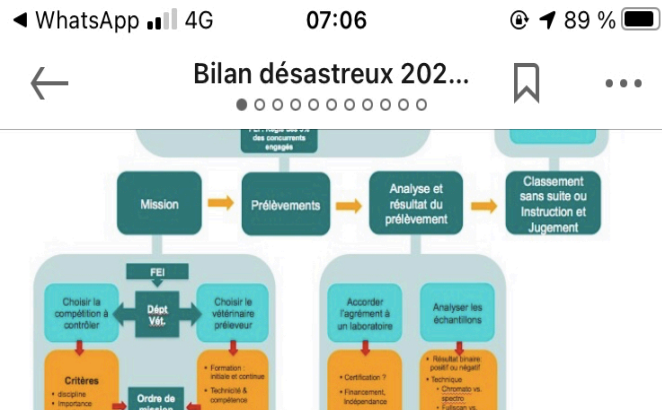 WhatsApp 4G 07:06 89 %
Bilan désastreux 202...
des concurrents
engagés
Mission
Prélèvements
Analyse et
résultat du
prélèvement
Classement
sans suite ou
Instruction et
Jugement
FEI
Choisir la
compétition à
contrôler
Dépt
Vét.
Choisir le
vétérinaire
préleveur
Accorder
l'agrément à
un laboratoire
Analyser les
échantillons
Critères
• discipline
• importance
Ordre de
mission
• Formation :
initiale et continue
• Technicité &
compétence
• Certification ?
• Financement,
Indépendance
• Résultat binaire:
positif ou négatif
• Technique
• Chromato vs.
spectro
• Fullscan vs.